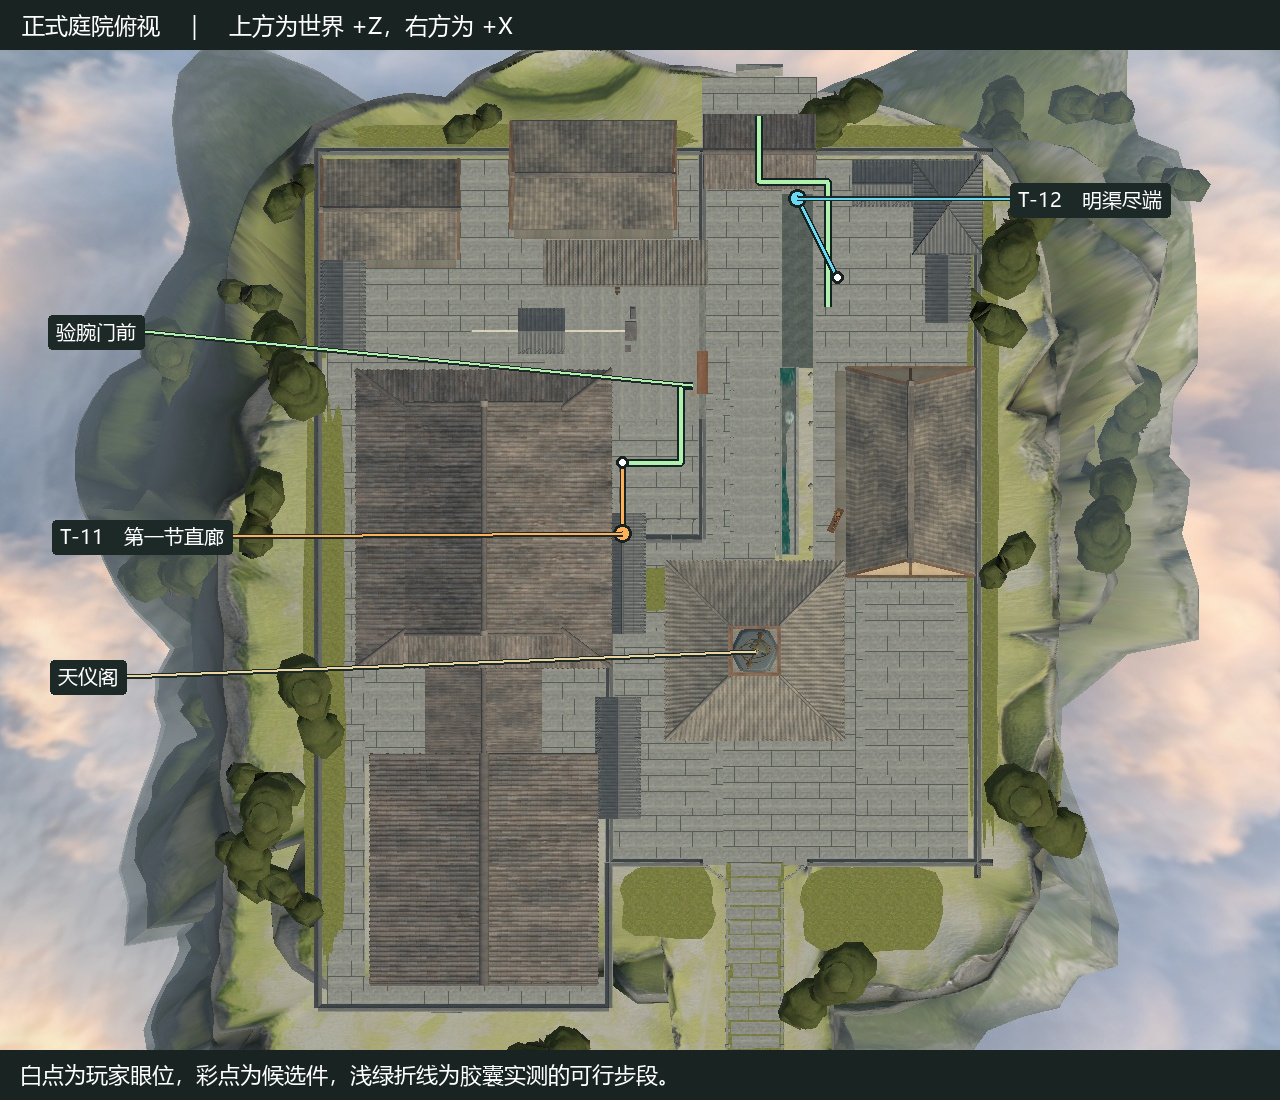 正式庭院俯视 | 上方为世界 +Z，右方为 +X
T-12 明渠尽端
验腕门前
T-11 第一节直廊
天仪阁
白点为玩家眼位，彩点为候选件，浅绿折线为胶囊实测的可行步段。